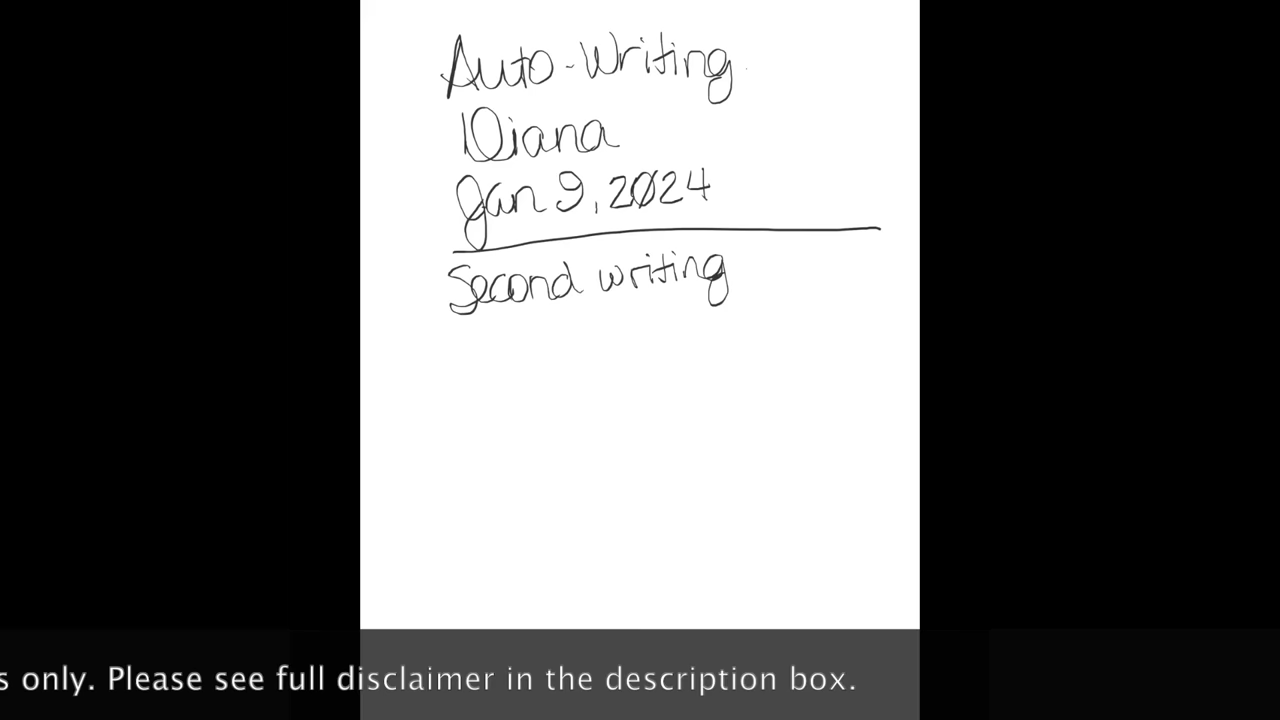 Auto-Writing
Diana
Jan 9, 2024
Second writing
s only. Please see full disclaimer in the description box.